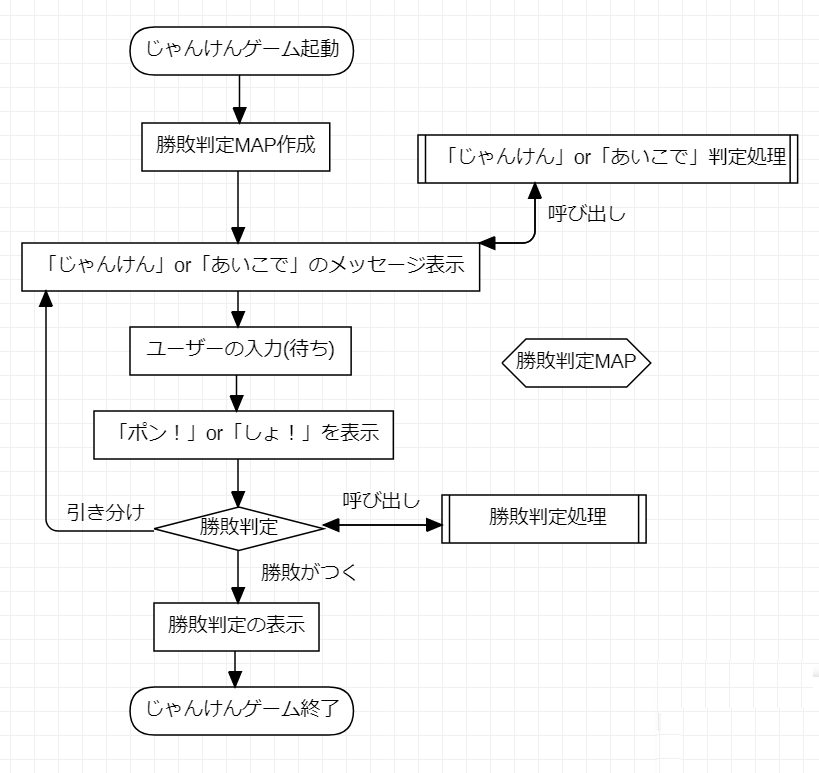 じゃんけんゲーム起動
勝敗判定MAP作成
「じゃんけん」or「あいこで」判定処理
呼び出し
「じゃんけん」or「あいこで」のメッセージ表示
ユーザーの入力(待ち)
勝敗判定MAP
「ポン！」or「しょ！」を表示
引き分け
勝敗判定
呼び出し
勝敗判定処理
勝敗がつく
勝敗判定の表示
じゃんけんゲーム終了